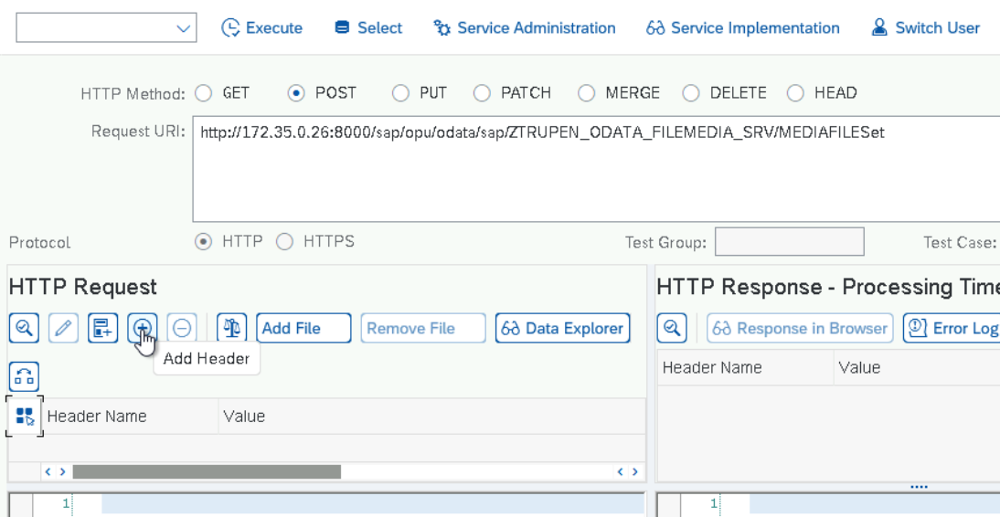 Execute Select Service Administration Service Implementation Switch User
HTTP Method: GET POST PUT PATCH MERGE DELETE HEAD
Request URI: http://172.35.0.26:8000/sap/opu/odata/sap/ZTRUPEN_ODATA_FILEMEDIA_SRV/MEDIAFILESet
Protocol HTTP HTTPS Test Group: Test Case:
HTTP Request
Add File Remove File Data Explorer
Add Header
Header Name Value
1
HTTP Response - Processing Time
Response in Browser Error Log
Header Name Value
1